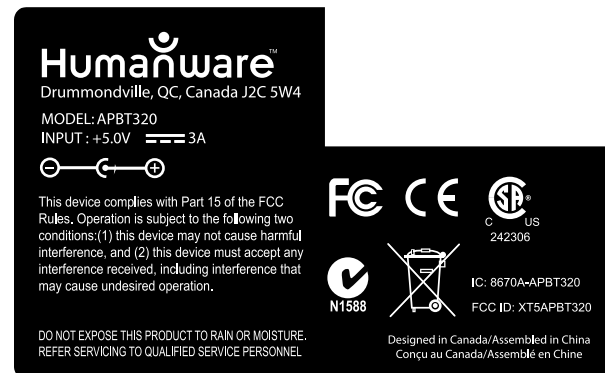 Humanware™
Drummondville, QC, Canada J2C 5W4
MODEL: APBT320
INPUT : +5.0V 3A
This device complies with Part 15 of the FCC
Rules. Operation is subject to the following two
conditions:(1) this device may not cause harmful
interference, and (2) this device must accept any
interference received, including interference that
may cause undesired operation.
DO NOT EXPOSE THIS PRODUCT TO RAIN OR MOISTURE.
REFER SERVICING TO QUALIFIED SERVICE PERSONNEL
FC CE SA®
C US
242306
N1588
IC: 8670A-APBT320
FCC ID: XT5APBT320
Designed in Canada/Assembled in China
Conçu au Canada/Assemblé en Chine